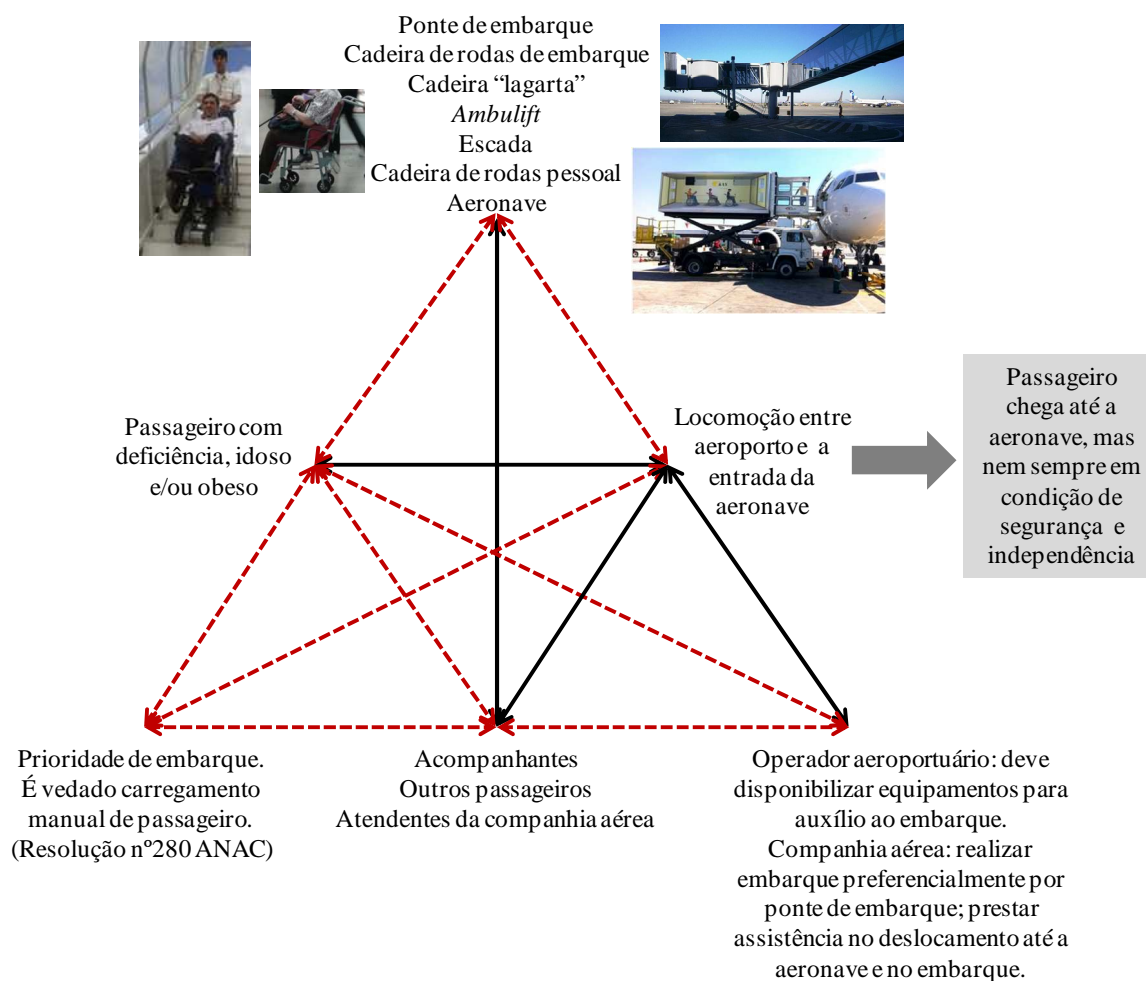 Ponte de embarque
Cadeira de rodas de embarque
Cadeira “lagarta”
Ambulift
Escada
Cadeira de rodas pessoal
Aeronave
Passageiro com
deficiência, idoso
e/ou obeso
Locomoção entre
aeroporto e a
entrada da
aeronave
Passageiro
chega até a
aeronave, mas
nem sempre em
condição de
segurança e
independência
Prioridade de embarque.
É vedado carregamento
manual de passageiro.
(Resolução nº280 ANAC)
Acompanhantes
Outros passageiros
Atendentes da companhia aérea
Operador aeroportuário: deve
disponibilizar equipamentos para
auxílio ao embarque.
Companhia aérea: realizar
embarque preferencialmente por
ponte de embarque; prestar
assistência no deslocamento até a
aeronave e no embarque.